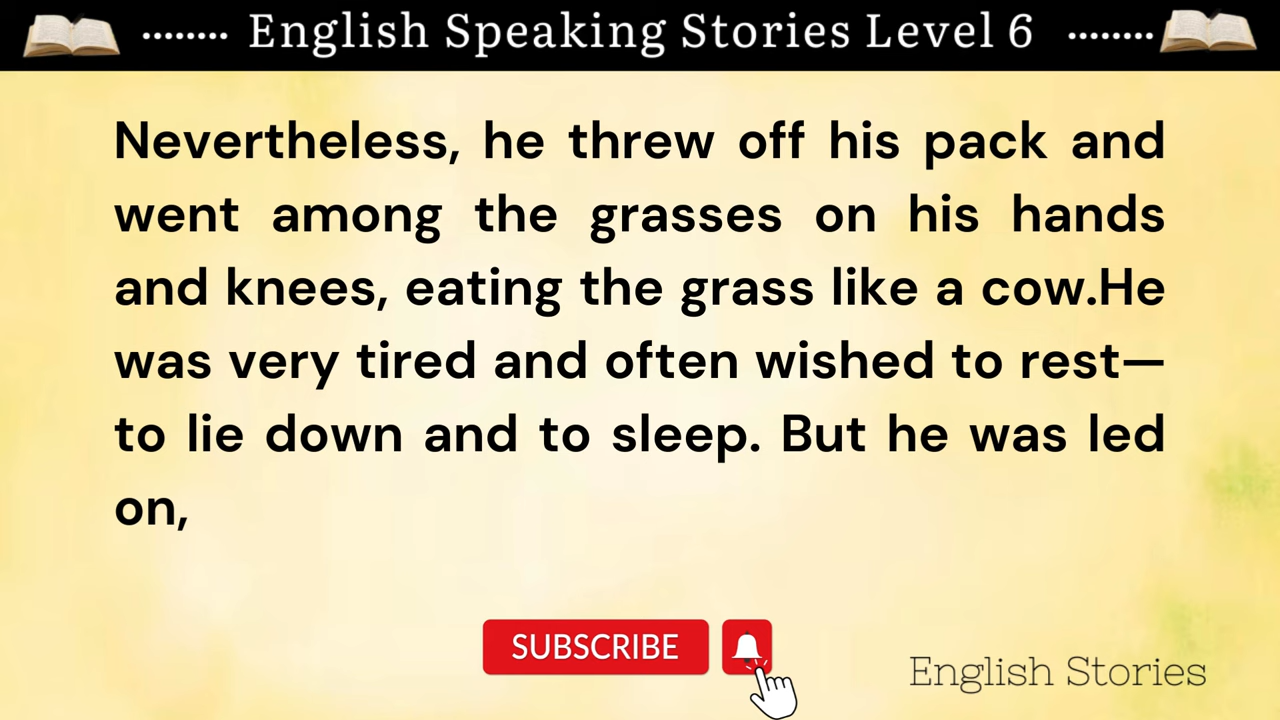 English Speaking Stories Level 6
Nevertheless, he threw off his pack and
went among the grasses on his hands
and knees, eating the grass like a cow.He
was very tired and often wished to rest—
to lie down and to sleep. But he was led
on,
SUBSCRIBE
English Stories